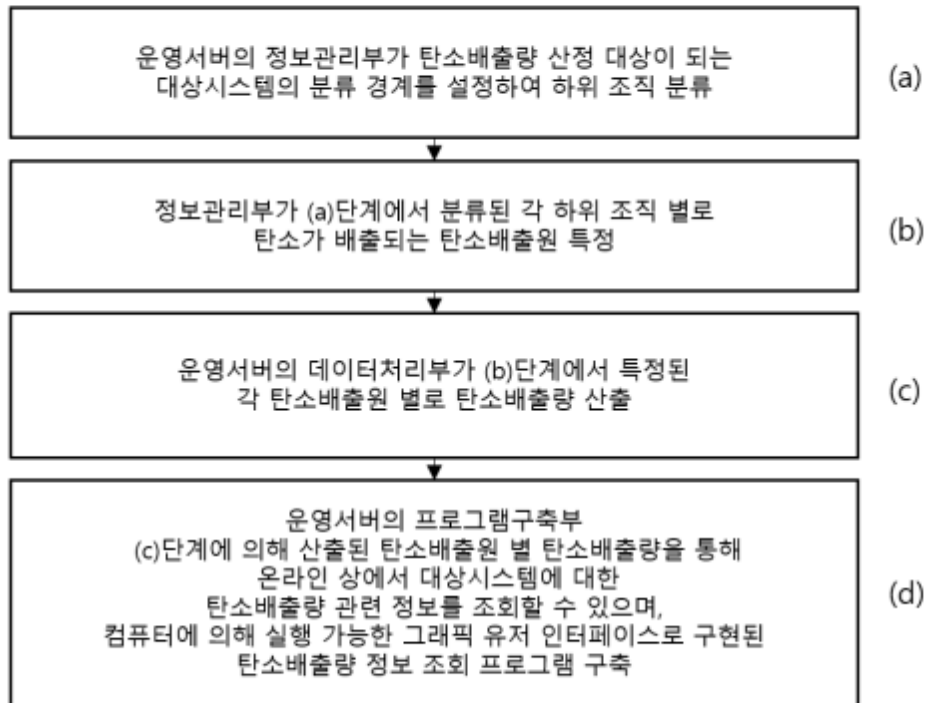 운영서버의 정보관리부가 탄소배출량 산정 대상이 되는
대상시스템의 분류 경계를 설정하여 하위 조직 분류
(a)
정보관리부가 (a)단계에서 분류된 각 하위 조직 별로
탄소가 배출되는 탄소배출원 특정
(b)
운영서버의 데이터처리부가 (b)단계에서 특정된
각 탄소배출원 별로 탄소배출량 산출
(c)
운영서버의 프로그램구축부
(c)단계에 의해 산출된 탄소배출원 별 탄소배출량을 통해
온라인 상에서 대상시스템에 대한
탄소배출량 관련 정보를 조회할 수 있으며,
컴퓨터에 의해 실행 가능한 그래픽 유저 인터페이스로 구현된
탄소배출량 정보 조회 프로그램 구축
(d)